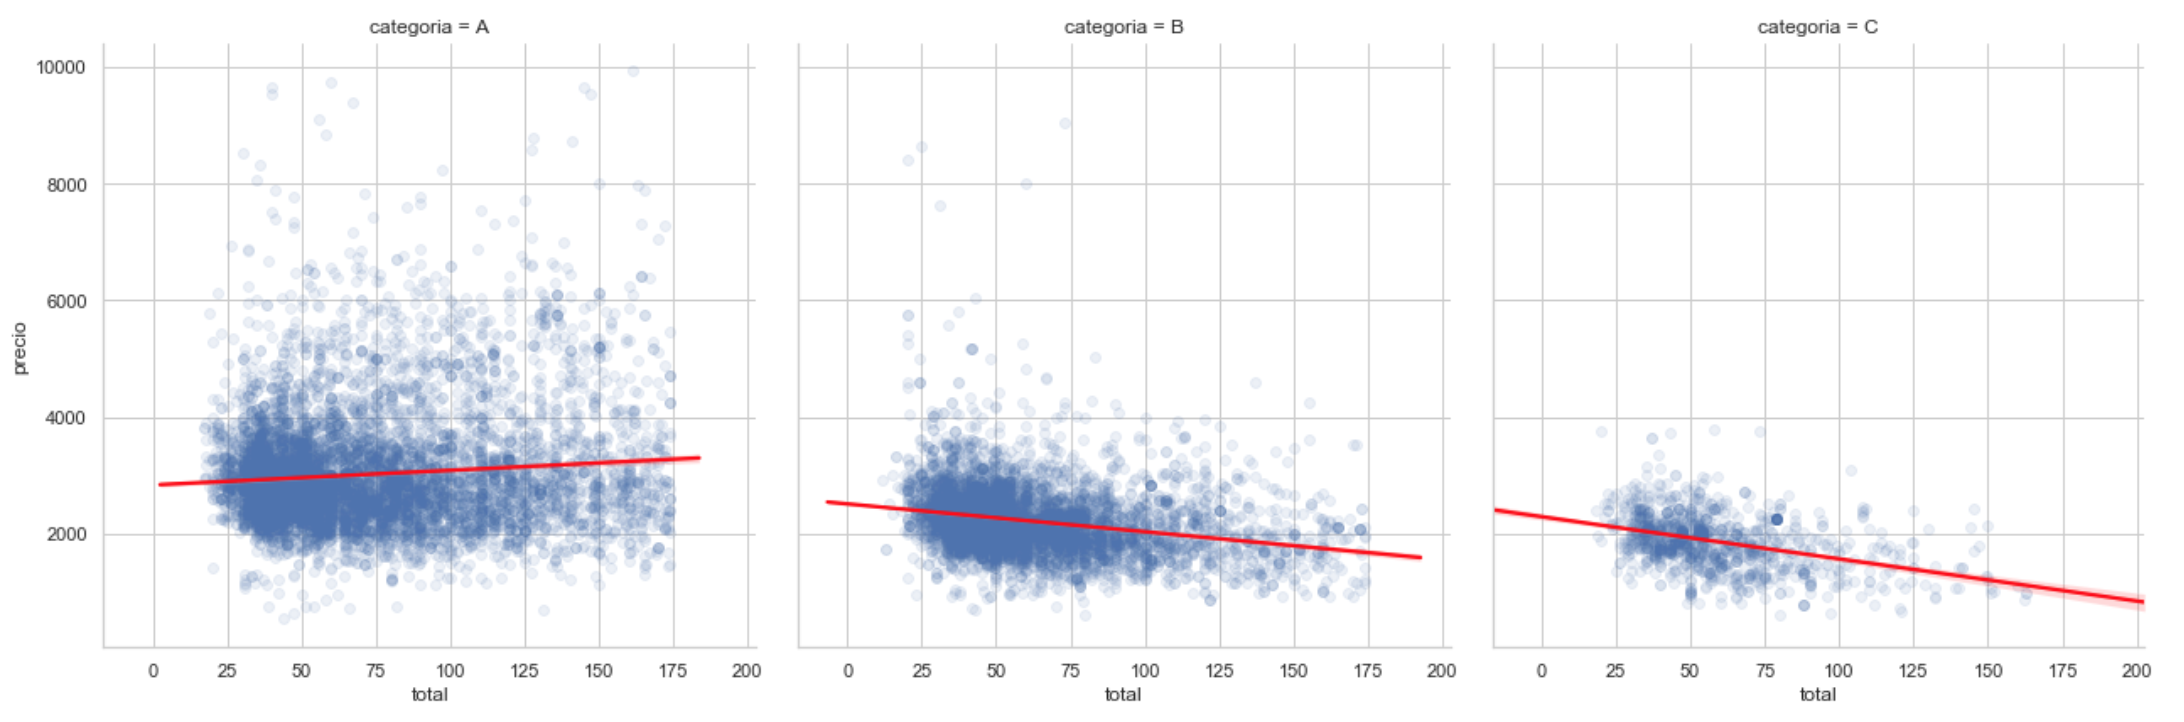 categoria = A
categoria = B
categoria = C
precio
10000
8000
6000
4000
2000
0 25 50 75 100 125 150 175 200
0 25 50 75 100 125 150 175 200
0 25 50 75 100 125 150 175 200
total
total
total